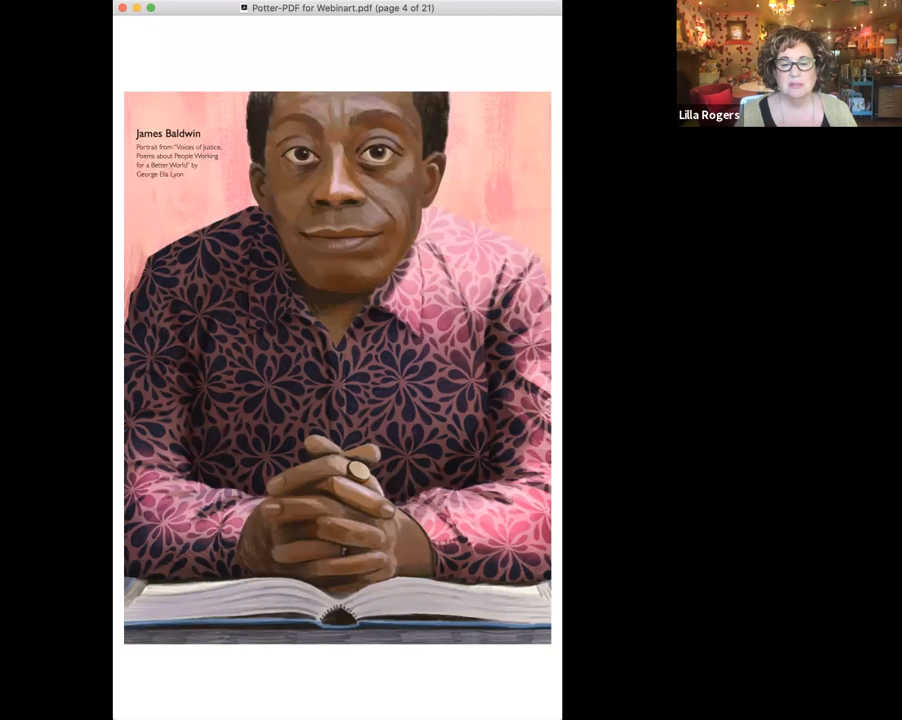 Potter-PDF for Webinart.pdf (page 4 of 21)
James Baldwin
Portrait from "Voices of Justice,
Poems about People Working
for a Better World" by
George Ella Lyon
Lilla Rogers